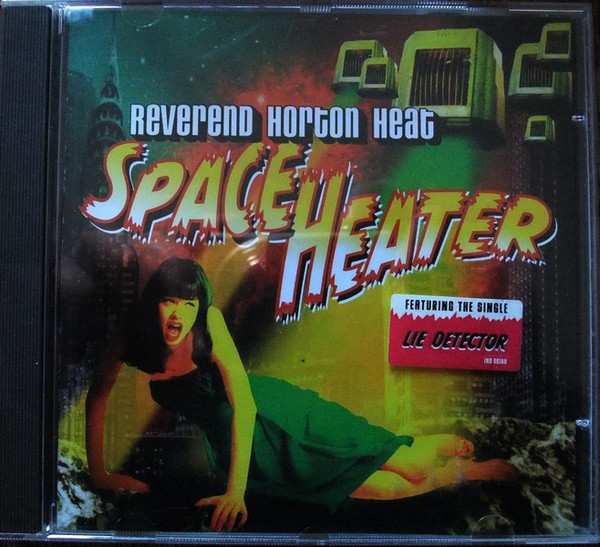 Reverend Horton Heat
SPACE HEATER
FEATURING THE SINGLE
LIE DETECTOR